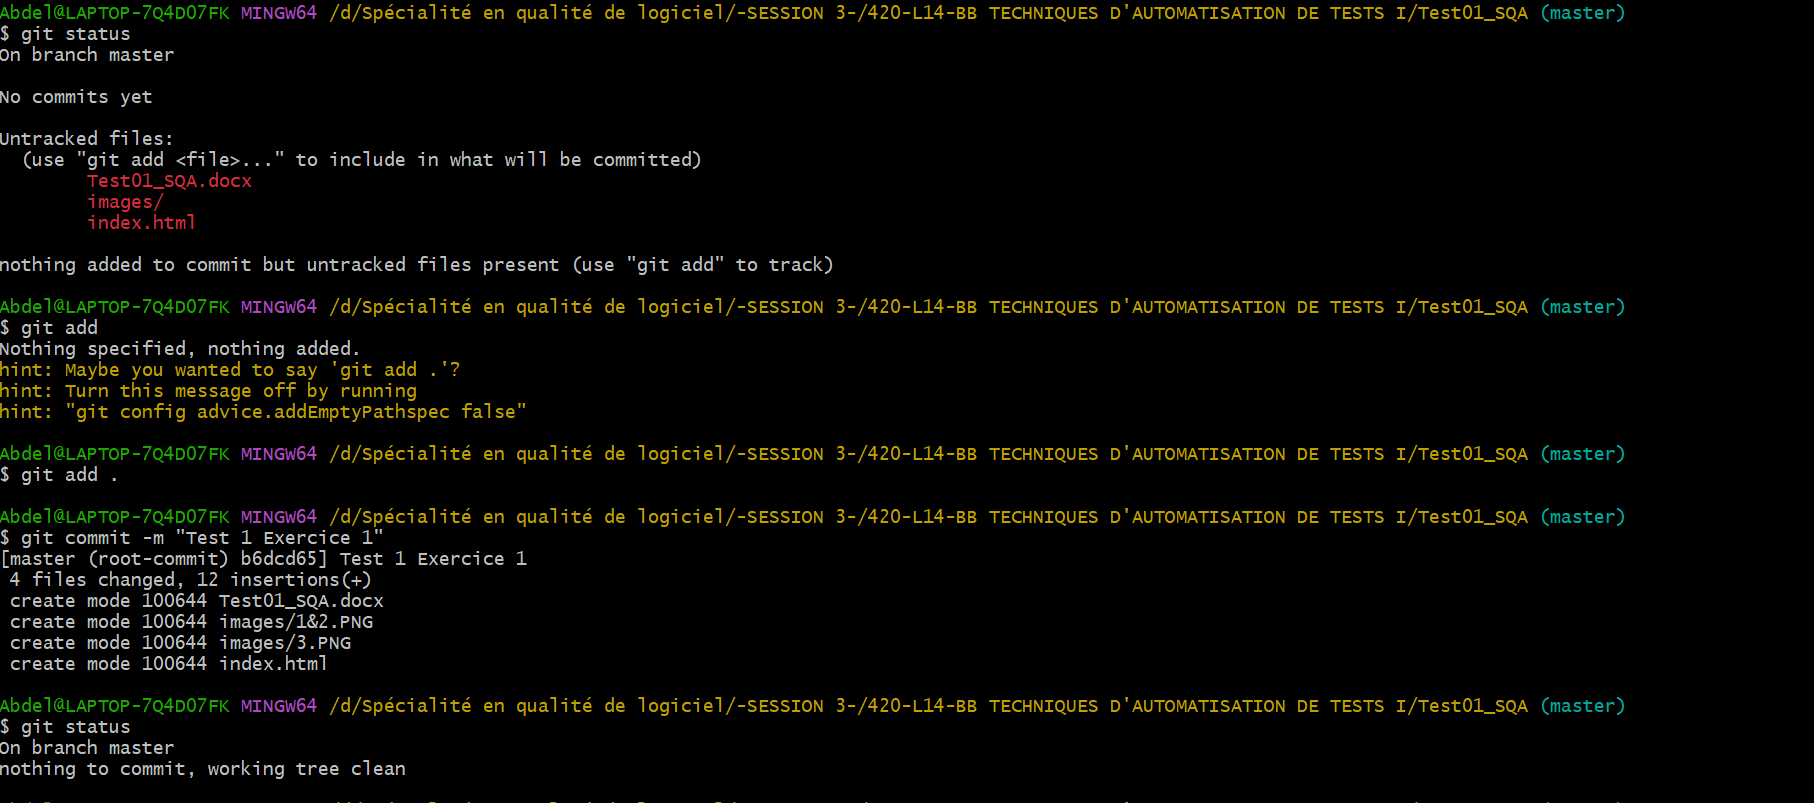 Abdel@LAPTOP-7Q4D07FK MINGW64 /d/Spécialité en qualité de logiciel/-SESSION 3-/420-L14-BB TECHNIQUES D'AUTOMATISATION DE TESTS I/Test01_SQA (master)
$ git status
On branch master
No commits yet
Untracked files:
(use "git add <file>..." to include in what will be committed)
Test01_SQA.docx
images/
index.html
nothing added to commit but untracked files present (use "git add" to track)
Abdel@LAPTOP-7Q4D07FK MINGW64 /d/Spécialité en qualité de logiciel/-SESSION 3-/420-L14-BB TECHNIQUES D'AUTOMATISATION DE TESTS I/Test01_SQA (master)
$ git add
Nothing specified, nothing added.
hint: Maybe you wanted to say 'git add .'?
hint: Turn this message off by running
hint: "git config advice.addEmptyPathspec false"
Abdel@LAPTOP-7Q4D07FK MINGW64 /d/Spécialité en qualité de logiciel/-SESSION 3-/420-L14-BB TECHNIQUES D'AUTOMATISATION DE TESTS I/Test01_SQA (master)
$ git add .
Abdel@LAPTOP-7Q4D07FK MINGW64 /d/Spécialité en qualité de logiciel/-SESSION 3-/420-L14-BB TECHNIQUES D'AUTOMATISATION DE TESTS I/Test01_SQA (master)
$ git commit -m "Test 1 Exercice 1"
[master (root-commit) b6dcd65] Test 1 Exercice 1
4 files changed, 12 insertions(+)
create mode 100644 Test01_SQA.docx
create mode 100644 images/1&2.PNG
create mode 100644 images/3.PNG
create mode 100644 index.html
Abdel@LAPTOP-7Q4D07FK MINGW64 /d/Spécialité en qualité de logiciel/-SESSION 3-/420-L14-BB TECHNIQUES D'AUTOMATISATION DE TESTS I/Test01_SQA (master)
$ git status
On branch master
nothing to commit, working tree clean